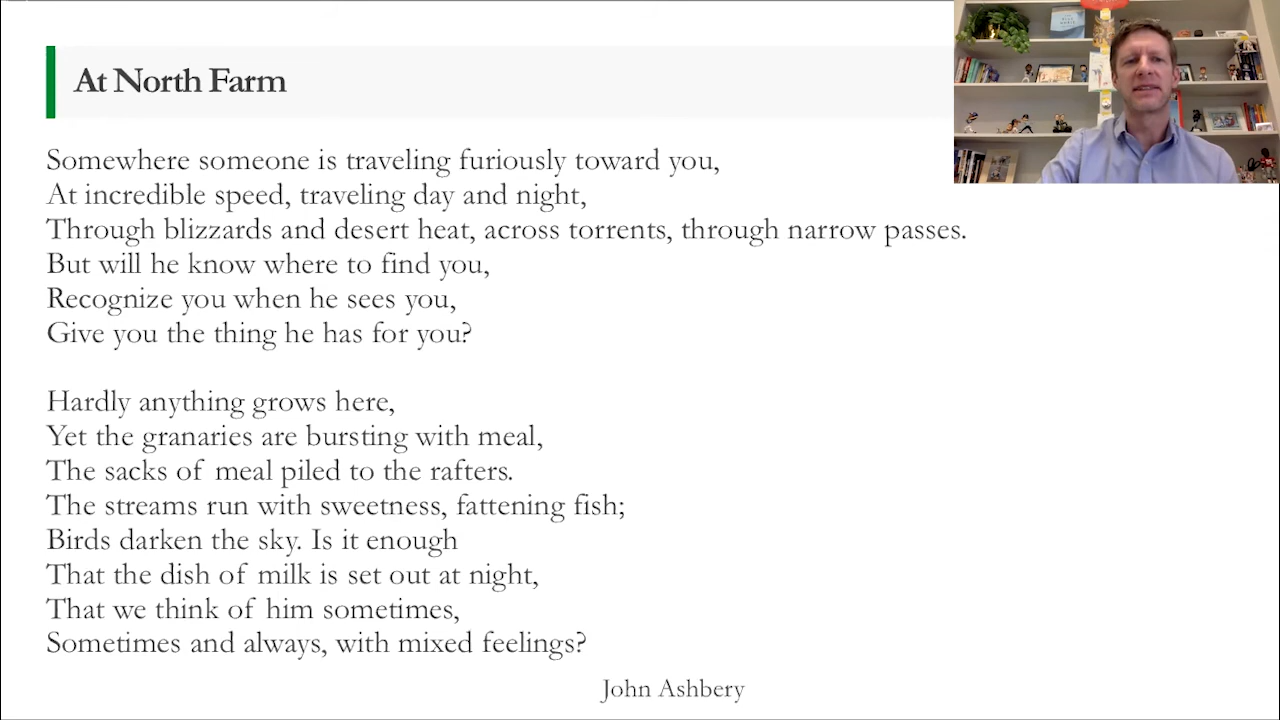 At North Farm
Somewhere someone is traveling furiously toward you,
At incredible speed, traveling day and night,
Through blizzards and desert heat, across torrents, through narrow passes.
But will he know where to find you,
Recognize you when he sees you,
Give you the thing he has for you?
Hardly anything grows here,
Yet the granaries are bursting with meal,
The sacks of meal piled to the rafters.
The streams run with sweetness, fattening fish;
Birds darken the sky. Is it enough
That the dish of milk is set out at night,
That we think of him sometimes,
Sometimes and always, with mixed feelings?
John Ashbery